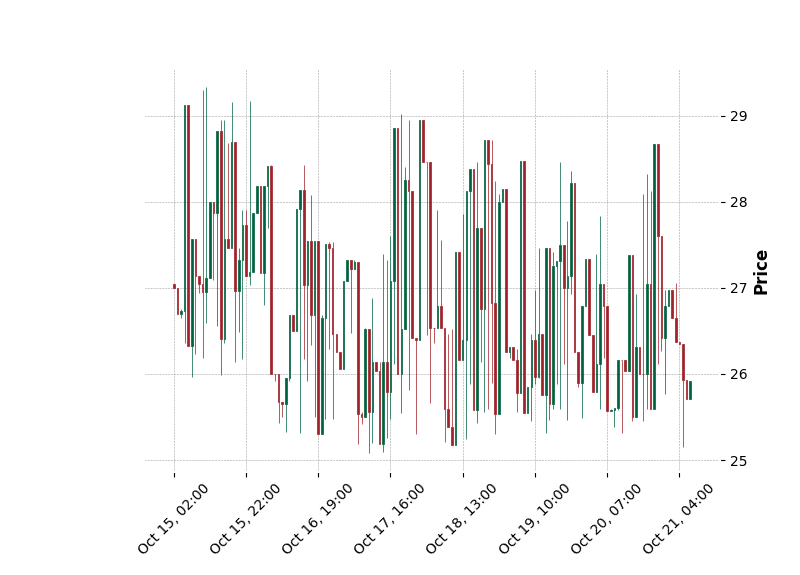 29
28
27
26
25
Price
Oct 15, 02:00
Oct 15, 22:00
Oct 16, 19:00
Oct 17, 16:00
Oct 18, 13:00
Oct 19, 10:00
Oct 20, 07:00
Oct 21, 04:00